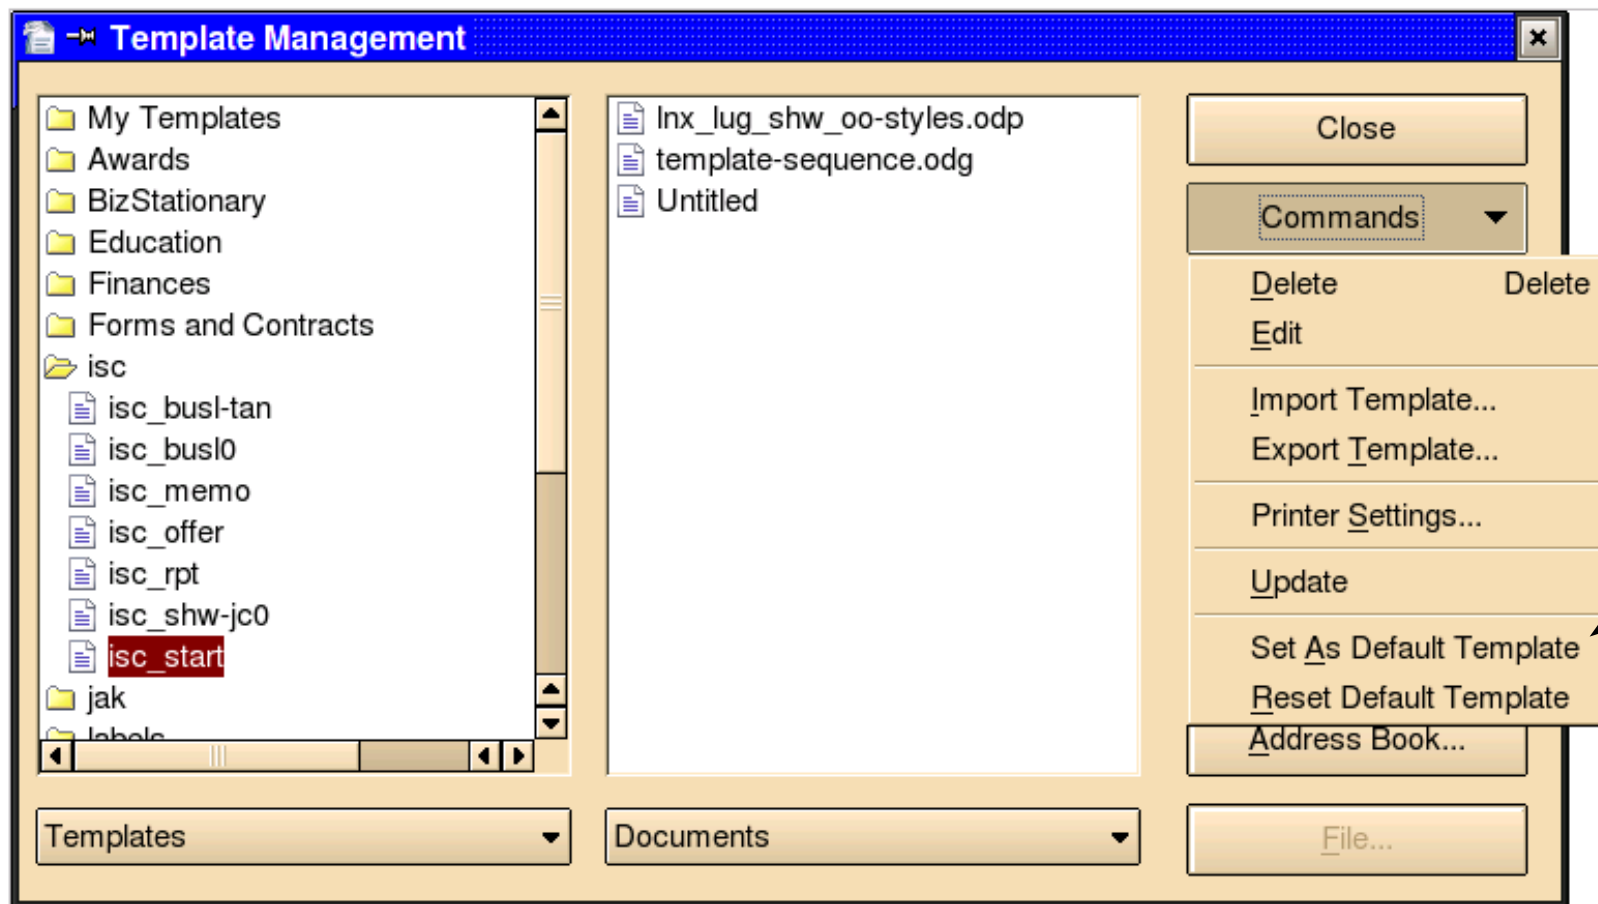 Template Management
My Templates
Awards
BizStationary
Education
Finances
Forms and Contracts
isc
isc_busl-tan
isc_busl0
isc_memo
isc_offer
isc_rpt
isc_shw-jc0
isc_start
jak
labels
Templates
lnx_lug_shw_oo-styles.odp
template-sequence.odg
Untitled
Documents
Close
Commands
Delete Delete
Edit
Import Template...
Export Template...
Printer Settings...
Update
Set As Default Template
Reset Default Template
Address Book...
File...